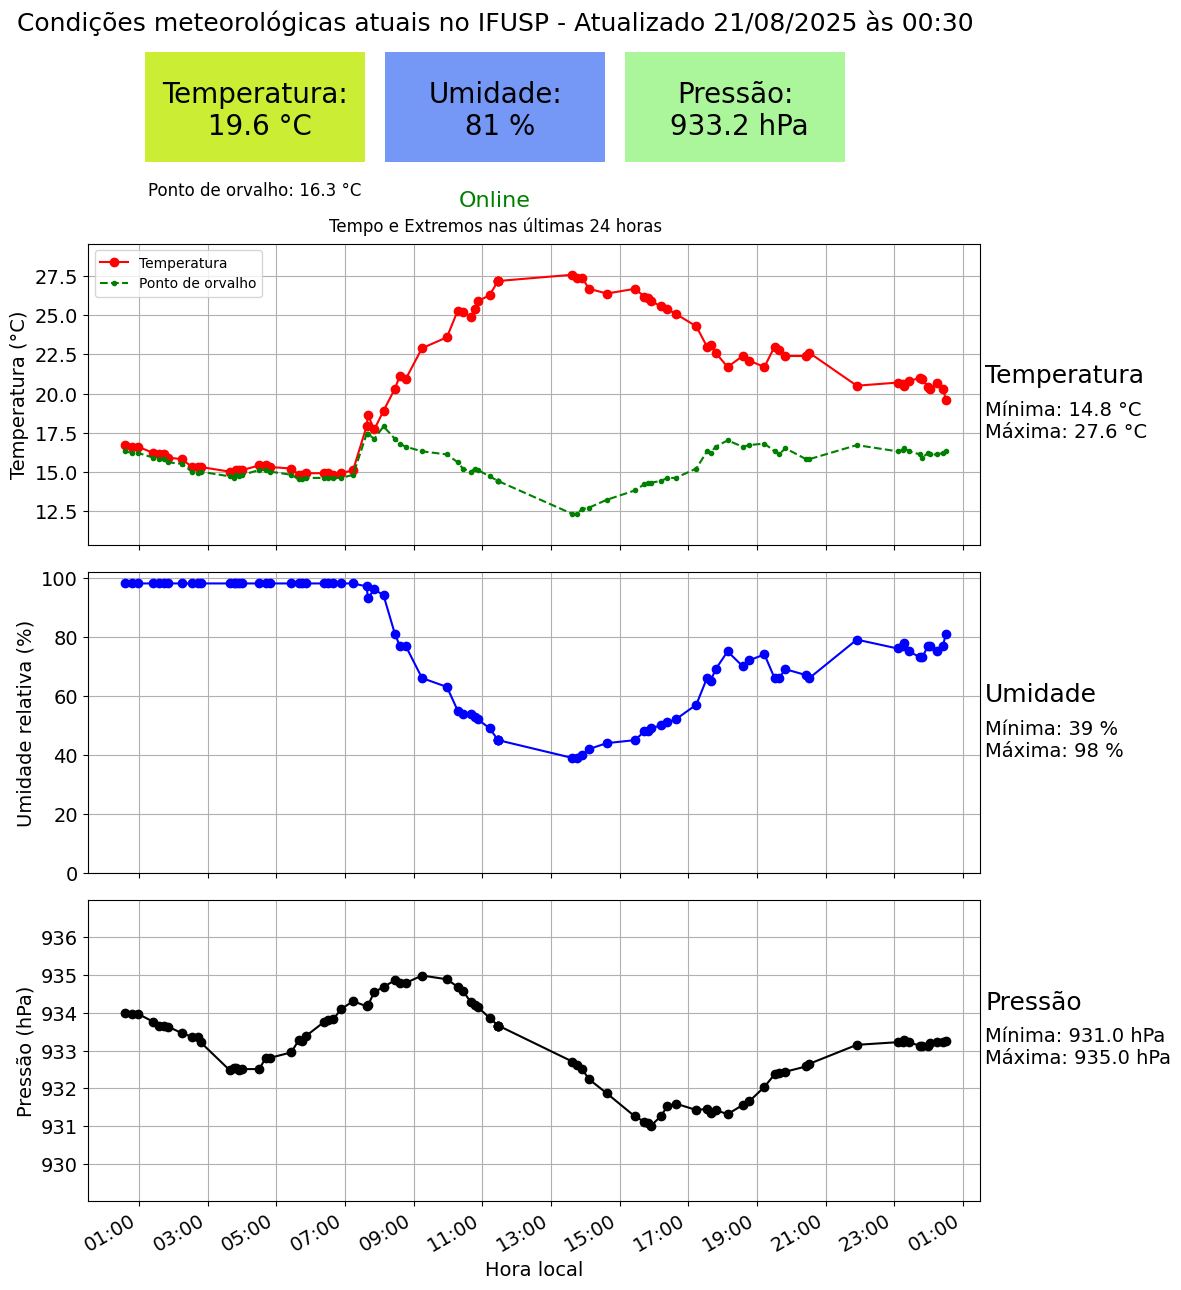 Condições meteorológicas atuais no IFUSP - Atualizado 21/08/2025 às 00:30
Temperatura:
19.6 °C
Umidade:
81 %
Pressão:
933.2 hPa
Ponto de orvalho: 16.3 °C
Online
Tempo e Extremos nas últimas 24 horas
Temperatura
Ponto de orvalho
Temperatura (°C)
27.5
25.0
22.5
20.0
17.5
15.0
12.5
Temperatura
Mínima: 14.8 °C
Máxima: 27.6 °C
Umidade relativa (%)
100
80
60
40
20
0
Umidade
Mínima: 39 %
Máxima: 98 %
Pressão (hPa)
936
935
934
933
932
931
930
Pressão
Mínima: 931.0 hPa
Máxima: 935.0 hPa
01:00 03:00 05:00 07:00 09:00 11:00 13:00 15:00 17:00 19:00 21:00 23:00 01:00
Hora local